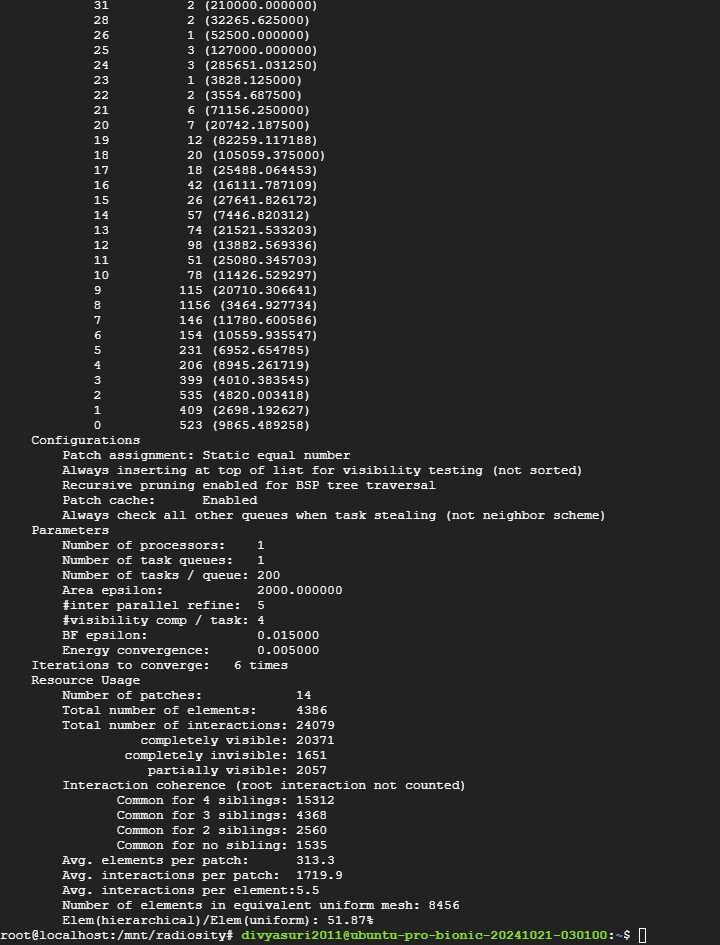 31 2 (210000.000000)
28 2 (32265.625000)
26 1 (52500.000000)
25 3 (127000.000000)
24 3 (285651.031250)
23 1 (3828.125000)
22 2 (3554.687500)
21 6 (71156.250000)
20 7 (20742.187500)
19 12 (82259.117188)
18 20 (105059.375000)
17 18 (25488.064453)
16 42 (16111.787109)
15 26 (27641.826172)
14 57 (7446.820312)
13 74 (21521.533203)
12 98 (13882.569336)
11 51 (25080.345703)
10 78 (11426.529297)
9 115 (20710.306641)
8 1156 (3464.927734)
7 146 (11780.600586)
6 154 (10559.935547)
5 231 (6952.654785)
4 206 (8945.261719)
3 399 (4010.383545)
2 535 (4820.003418)
1 409 (2698.192627)
0 523 (9865.489258)
Configurations
Patch assignment: Static equal number
Always inserting at top of list for visibility testing (not sorted)
Recursive pruning enabled for BSP tree traversal
Patch cache: Enabled
Always check all other queues when task stealing (not neighbor scheme)
Parameters
Number of processors: 1
Number of task queues: 1
Number of tasks / queue: 200
Area epsilon: 2000.000000
#inter parallel refine: 5
#visibility comp / task: 4
BF epsilon: 0.015000
Energy convergence: 0.005000
Iterations to converge: 6 times
Resource Usage
Number of patches: 14
Total number of elements: 4386
Total number of interactions: 24079
completely visible: 20371
completely invisible: 1651
partially visible: 2057
Interaction coherence (root interaction not counted)
Common for 4 siblings: 15312
Common for 3 siblings: 4368
Common for 2 siblings: 2560
Common for no sibling: 1535
Avg. elements per patch: 313.3
Avg. interactions per patch: 1719.9
Avg. interactions per element:5.5
Number of elements in equivalent uniform mesh: 8456
Elem(hierarchical)/Elem(uniform): 51.87%
root@localhost:/mnt/radiosity# divyasuri2011@ubuntu-pro-bionic-20241021-030100:~$